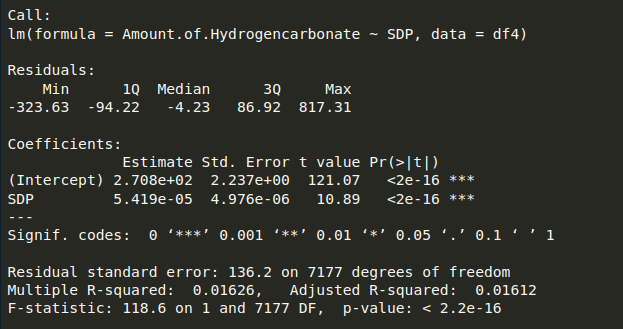 Call:
lm(formula = Amount.of.Hydrogencarbonate ~ SDP, data = df4)
Residuals:
Min 1Q Median 3Q Max
-323.63 -94.22 -4.23 86.92 817.31
Coefficients:
Estimate Std. Error t value Pr(>|t|)
(Intercept) 2.708e+02 2.237e+00 121.07 <2e-16 ***
SDP 5.419e-05 4.976e-06 10.89 <2e-16 ***
---
Signif. codes: 0 ‘***’ 0.001 ‘**’ 0.01 ‘*’ 0.05 ‘.’ 0.1 ‘ ’ 1
Residual standard error: 136.2 on 7177 degrees of freedom
Multiple R-squared: 0.01626, Adjusted R-squared: 0.01612
F-statistic: 118.6 on 1 and 7177 DF, p-value: < 2.2e-16